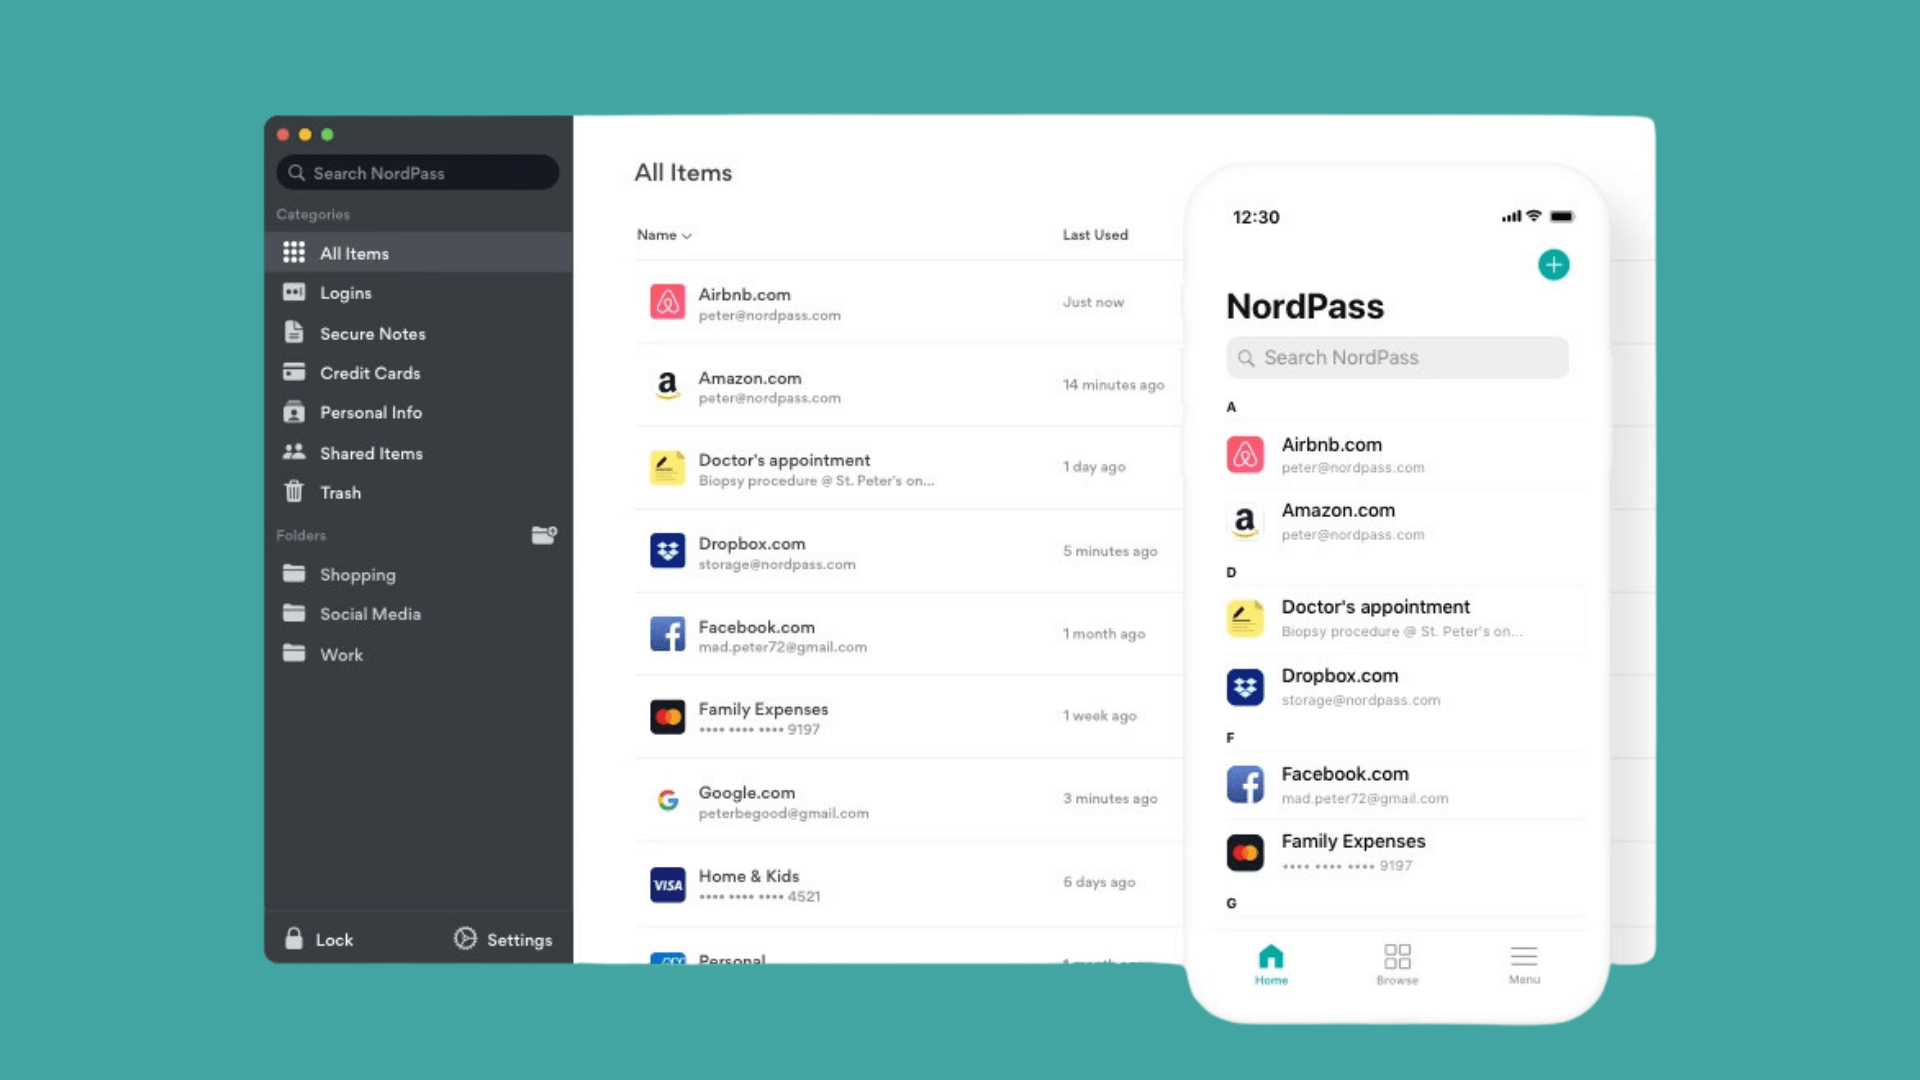 Search NordPass
Categories
All Items
Logins
Secure Notes
Credit Cards
Personal Info
Shared Items
Trash
Folders
Shopping
Social Media
Work
Lock
Settings
All Items
Name
Last Used
Airbnb.com
peter@nordpass.com
Just now
a
Amazon.com
peter@nordpass.com
14 minutes ago
Doctor's appointment
Biopsy procedure @ St. Peter's on...
1 day ago
Dropbox.com
storage@nordpass.com
5 minutes ago
f
Facebook.com
mad.peter72@gmail.com
1 month ago
Family Expenses
•••• •••• •••• 9197
1 week ago
G
Google.com
peterbegood@gmail.com
3 minutes ago
VISA
Home & Kids
•••• •••• •••• 4521
6 days ago
Personal
12:30
NordPass
Search NordPass
A
Airbnb.com
peter@nordpass.com
a
Amazon.com
peter@nordpass.com
D
Doctor's appointment
Biopsy procedure @ St. Peter's on...
Dropbox.com
storage@nordpass.com
F
f
Facebook.com
mad.peter72@gmail.com
Family Expenses
•••• •••• •••• 9197
G
Home
Browse
Menu